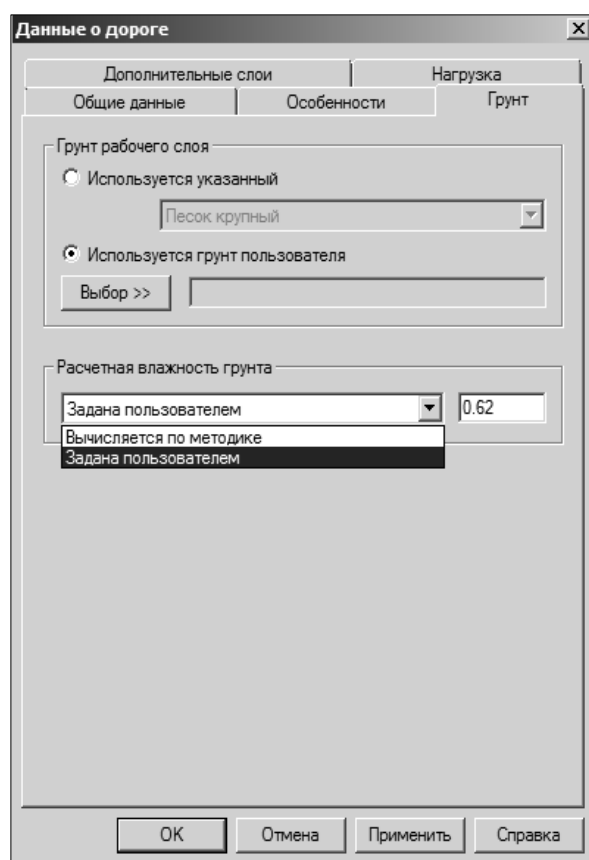 Данные о дороге
Дополнительные слои Нагрузка
Общие данные Особенности Грунт
Грунт рабочего слоя
Используется указанный
Песок крупный
Используется грунт пользователя
Выбор >>
Расчетная влажность грунта
Задана пользователем 0.62
Вычисляется по методике
Задана пользователем
OK Отмена Применить Справка